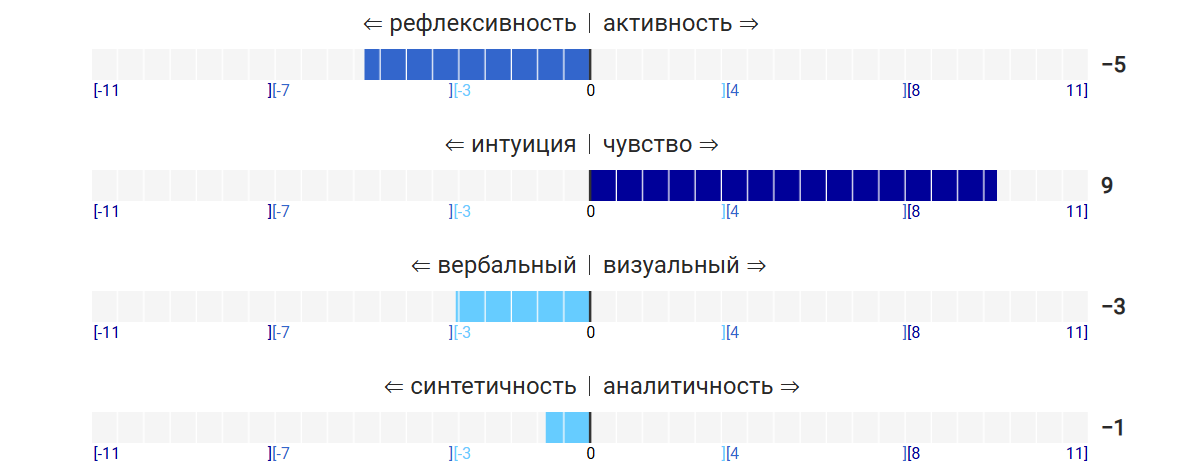 ⇐ рефлексивность | активность ⇒
−5
[-11 ][-7 ][-3 0 ][4 ][8 11]
⇐ интуиция | чувство ⇒
9
[-11 ][-7 ][-3 0 ][4 ][8 11]
⇐ вербальный | визуальный ⇒
−3
[-11 ][-7 ][-3 0 ][4 ][8 11]
⇐ синтетичность | аналитичность ⇒
−1
[-11 ][-7 ][-3 0 ][4 ][8 11]